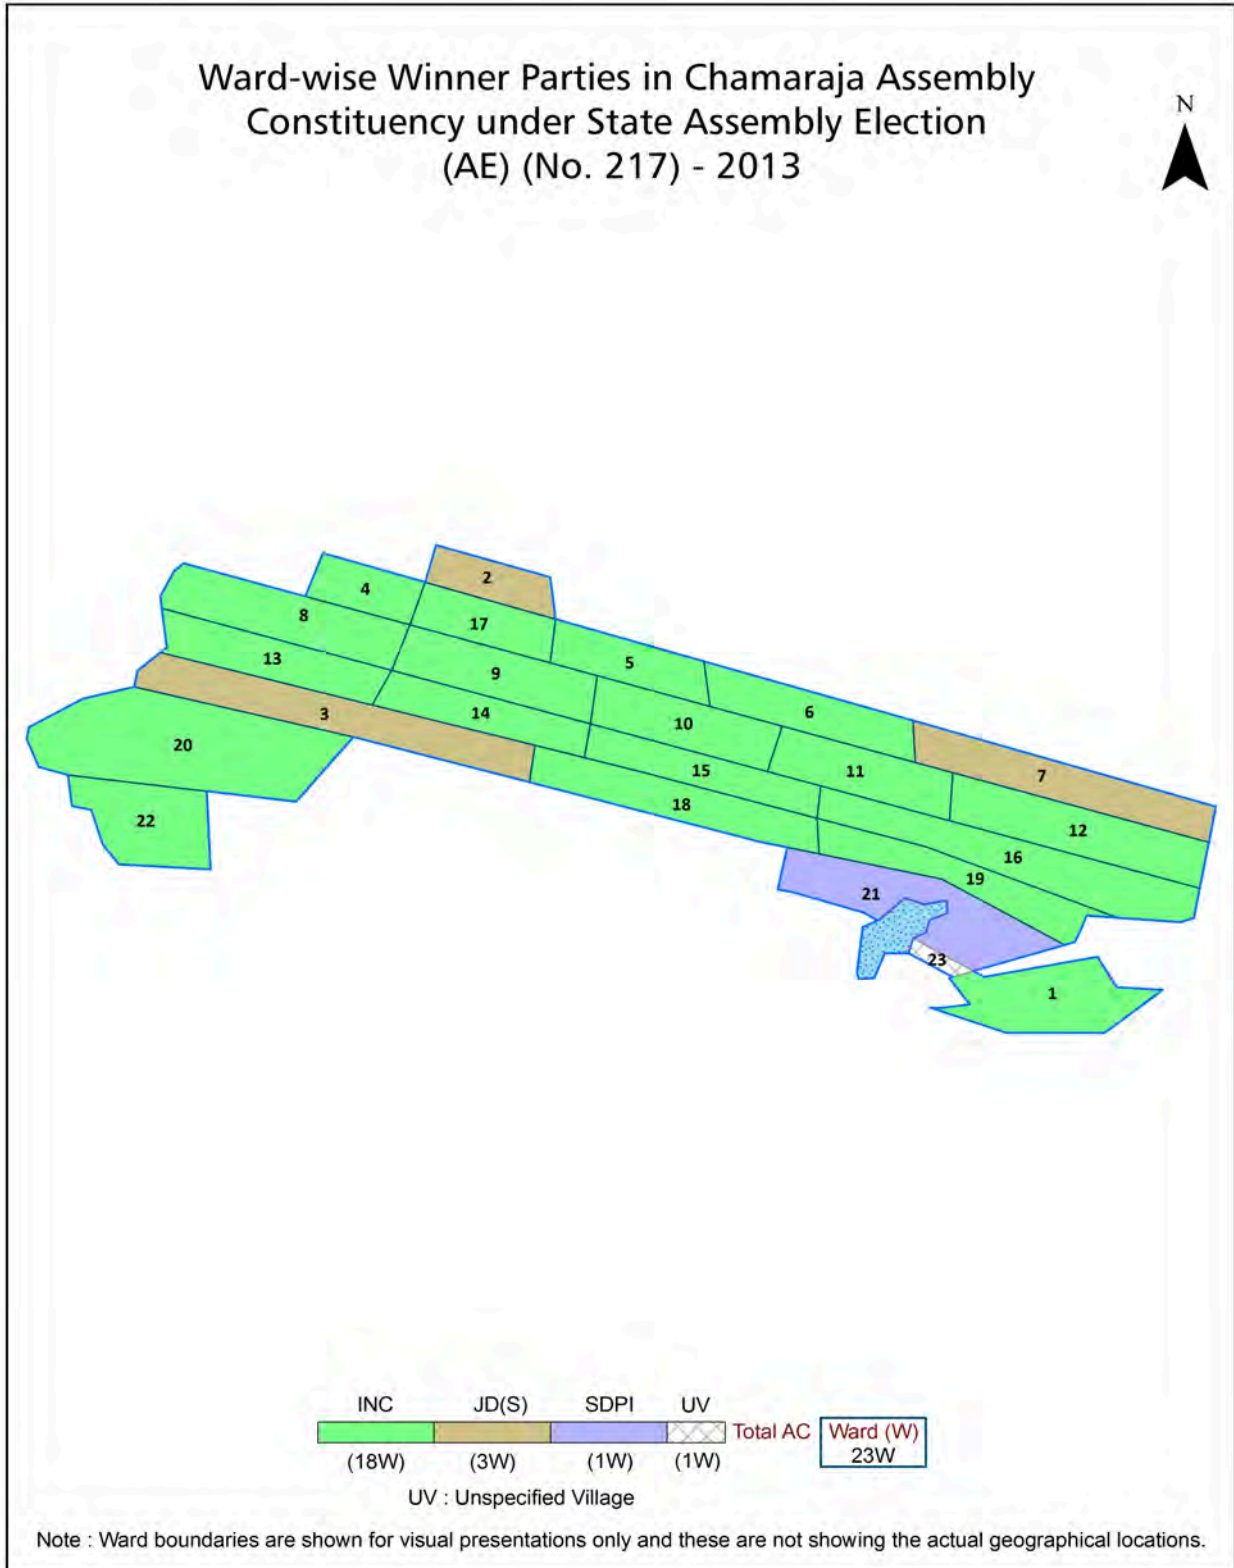 Ward-wise Winner Parties in Chamaraja Assembly
Constituency under State Assembly Election
(AE) (No. 217) - 2013
N
2
4
8
17
5
13
9
6
3
14
10
20
15
11
7
18
22
12
16
19
21
23
1
INC JD(S) SDPI UV
Total AC Ward (W)
(18W) (3W) (1W) (1W) 23W
UV : Unspecified Village
Note : Ward boundaries are shown for visual presentations only and these are not showing the actual geographical locations.